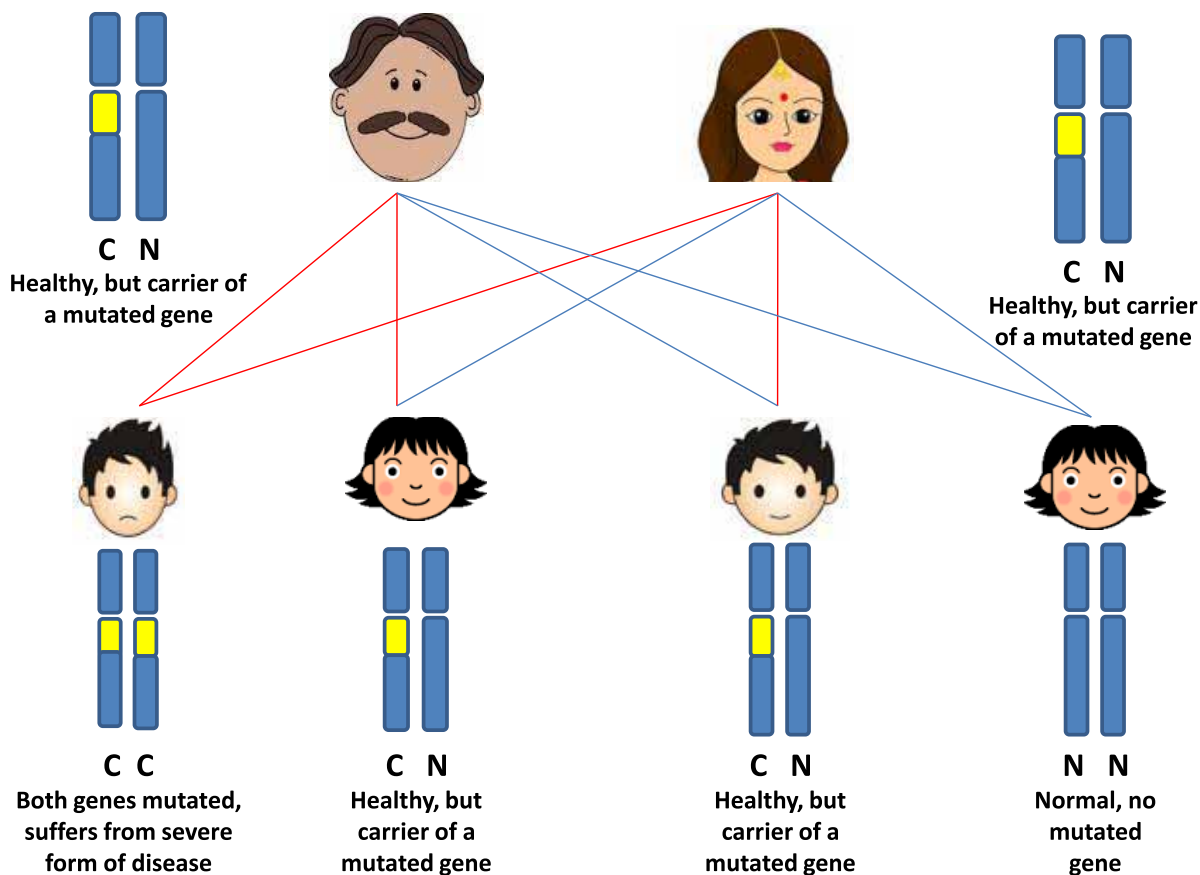 C N
Healthy, but carrier of
a mutated gene
C N
Healthy, but carrier
of a mutated gene
C C
Both genes mutated,
suffers from severe
form of disease
C N
Healthy, but
carrier of a
mutated gene
C N
Healthy, but
carrier of a
mutated gene
N N
Normal, no
mutated
gene